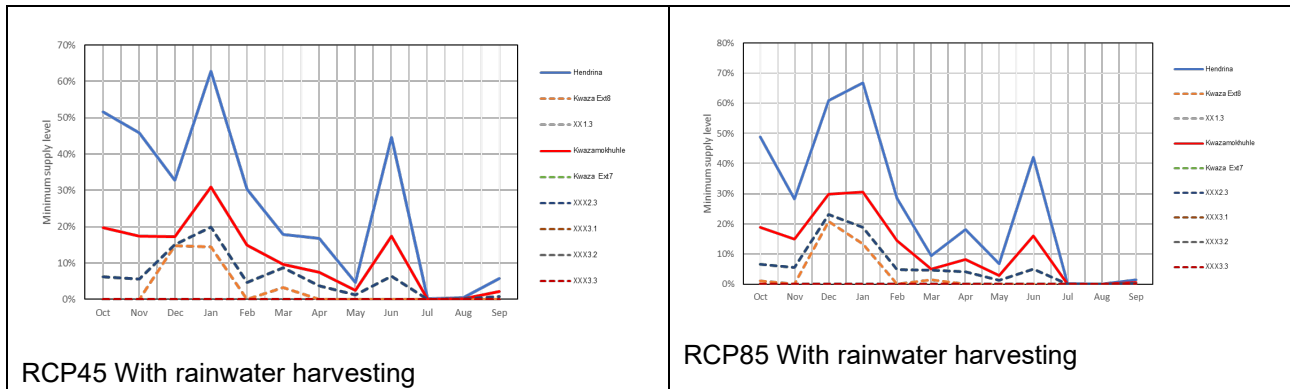 70%
60%
50%
40%
30%
20%
10%
0%
Minimum supply level
Oct Nov Dec Jan Feb Mar Apr May Jun Jul Aug Sep
Hendrina
Kwaza Ext8
XX1.3
Kwazamokhuhle
Kwaza Ext7
XXX2.3
XXX3.1
XXX3.2
XXX3.3
RCP45 With rainwater harvesting
80%
70%
60%
50%
40%
30%
20%
10%
0%
Minimum supply level
Oct Nov Dec Jan Feb Mar Apr May Jun Jul Aug Sep
Hendrina
Kwaza Ext8
XX1.3
Kwazamokhuhle
Kwaza Ext7
XXX2.3
XXX3.1
XXX3.2
XXX3.3
RCP85 With rainwater harvesting